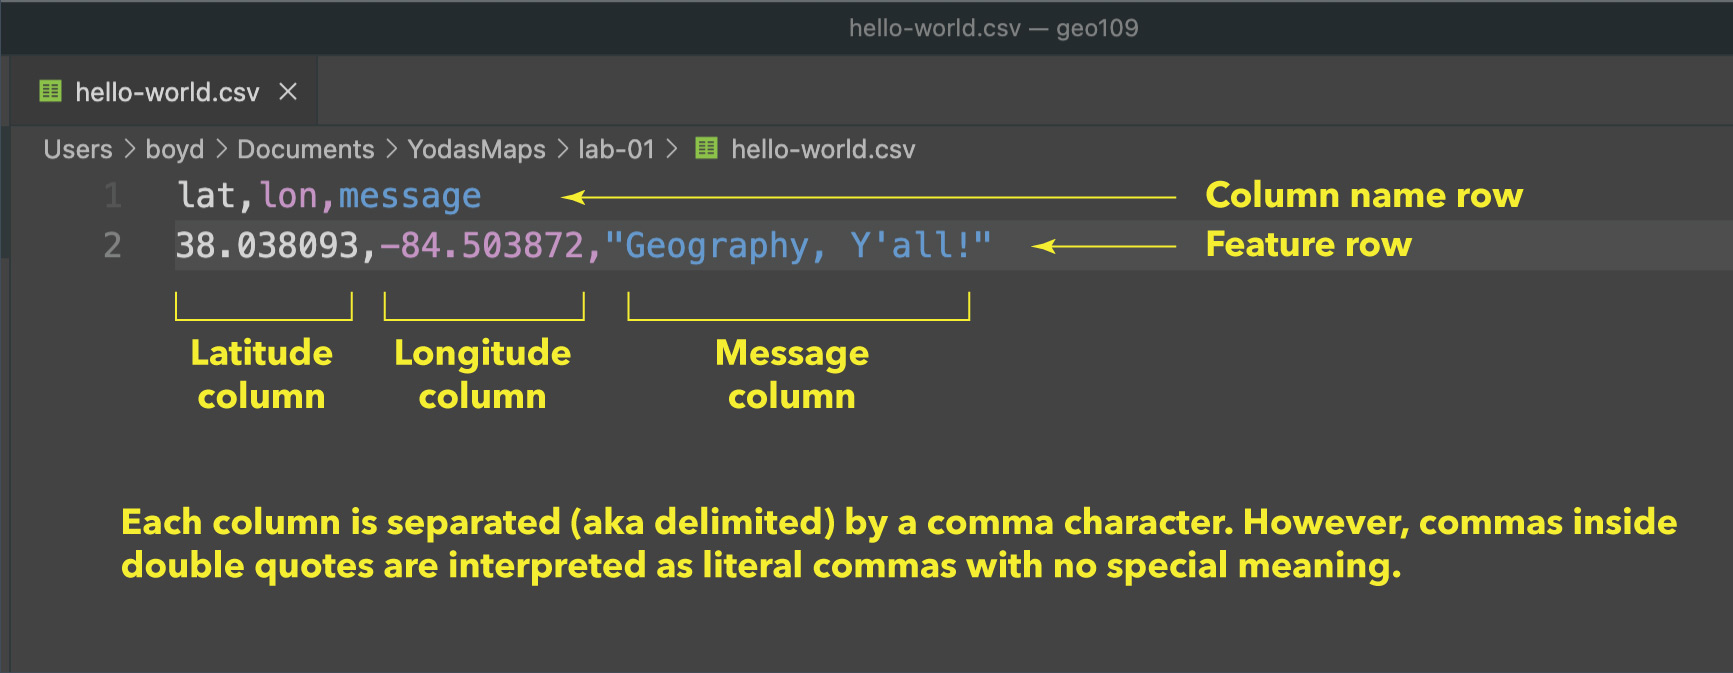 hello-world.csv — geo109
hello-world.csv ×
Users > boyd > Documents > YodasMaps > lab-01 > hello-world.csv
1 lat,lon,message
Column name row
2 38.038093,-84.503872,"Geography, Y'all!"
Feature row
Latitude column
Longitude column
Message column
Each column is separated (aka delimited) by a comma character. However, commas inside
double quotes are interpreted as literal commas with no special meaning.